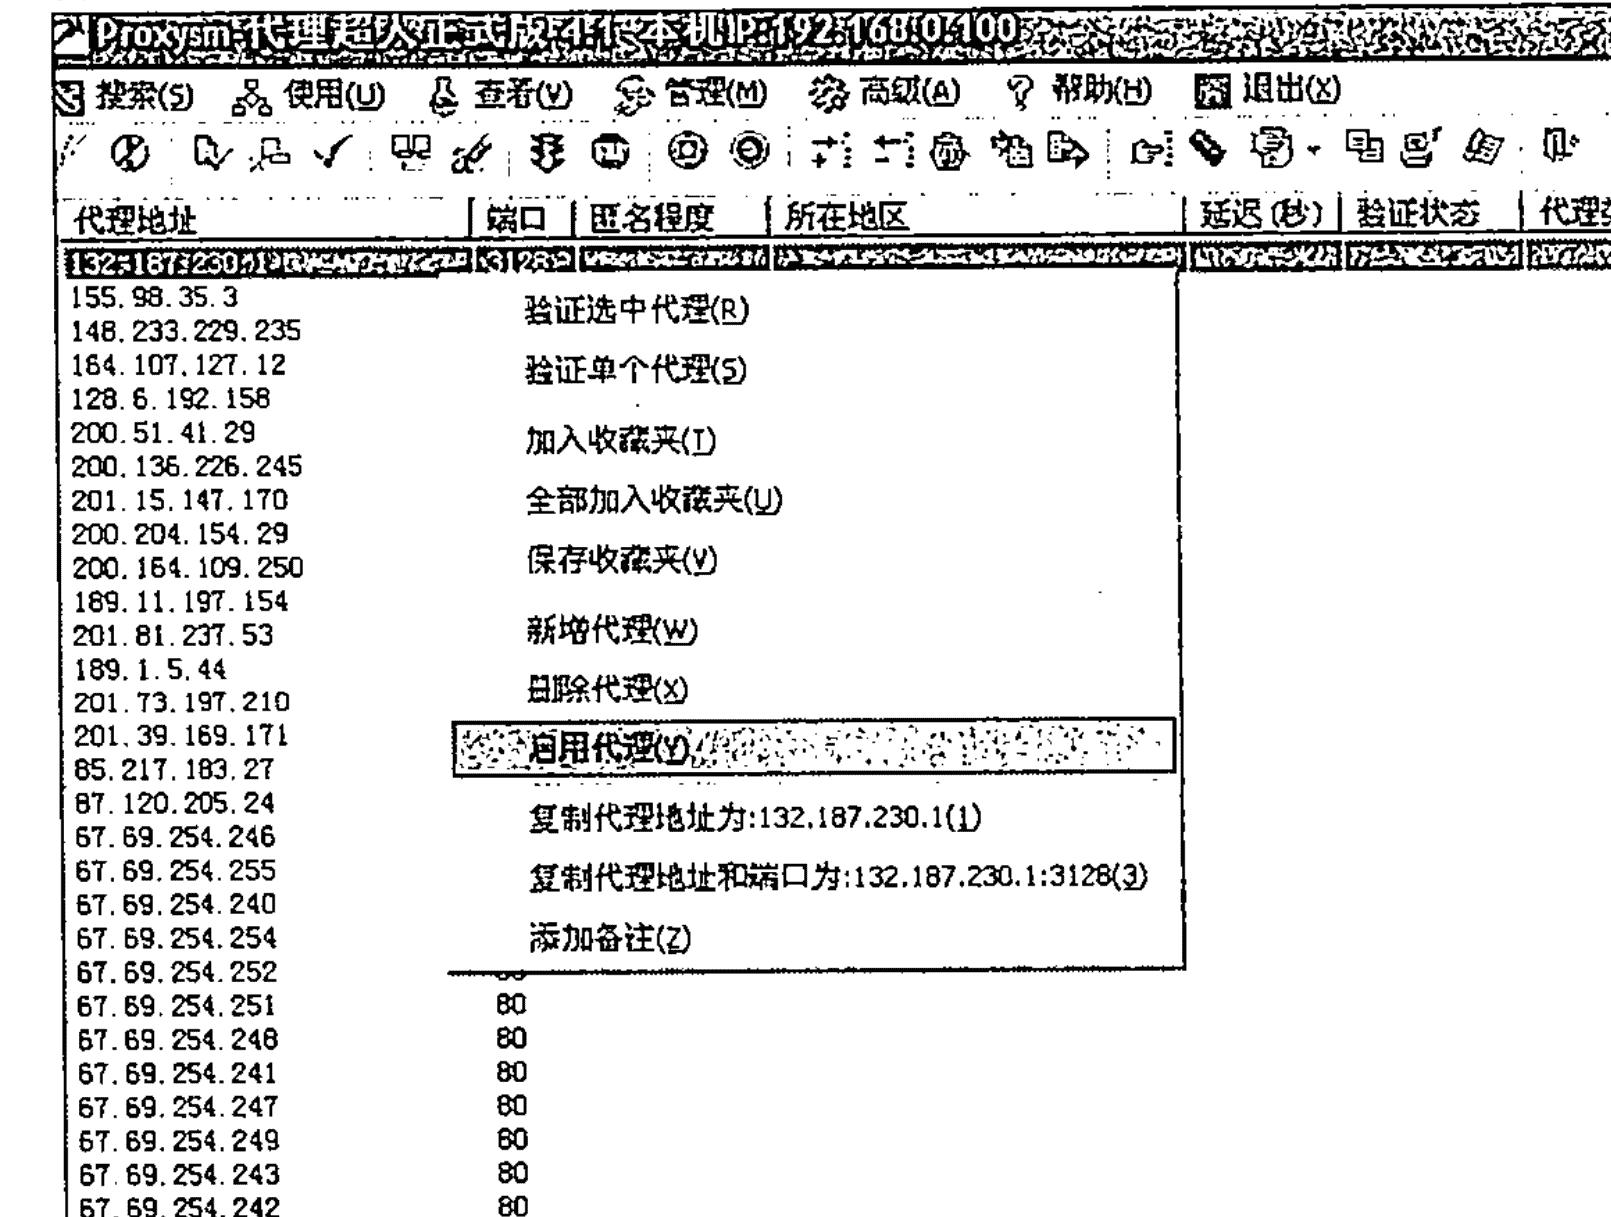 Proxysm-代理超人正式版 本机IP:192.168.0.100
搜索(S) 使用(U) 查看(V) 管理(M) 高级(A) 帮助(H) 退出(X)
代理地址 端口 匿名程度 所在地区 延迟(秒) 验证状态 代理
132.187.230.1 3128
155.98.35.3
验证选中代理(R)
148.233.229.235
164.107.127.12
验证单个代理(S)
128.6.192.158
200.51.41.29
加入收藏夹(T)
200.136.226.245
201.15.147.170
全部加入收藏夹(U)
200.204.154.29
200.164.109.250
保存收藏夹(V)
189.11.197.154
201.81.237.53
新增代理(W)
189.1.5.44
201.73.197.210
删除代理(X)
201.39.169.171
启用代理(Y)
85.217.183.27
87.120.205.24
复制代理地址为:132.187.230.1(1)
67.69.254.246
67.69.254.255
复制代理地址和端口为:132.187.230.1:3128(3)
67.69.254.240
67.69.254.254
添加备注(Z)
67.69.254.252
67.69.254.251 80
67.69.254.248 80
67.69.254.241 80
67.69.254.247 80
67.69.254.249 80
67.69.254.243 80
67.69.254.242 80